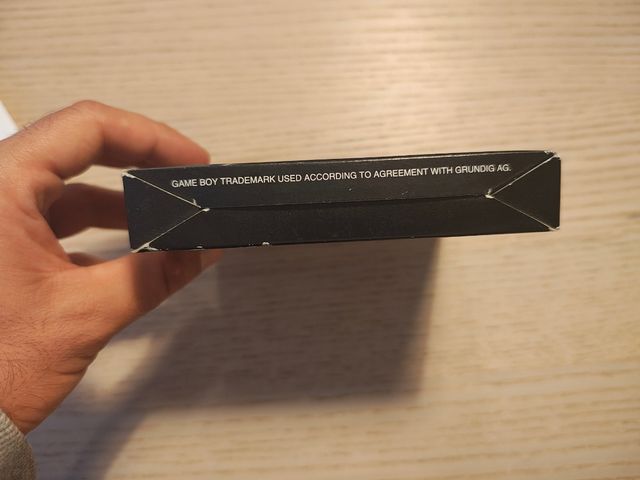 GAME BOY TRADEMARK USED ACCORDING TO AGREEMENT WITH GRUNDIG AG.